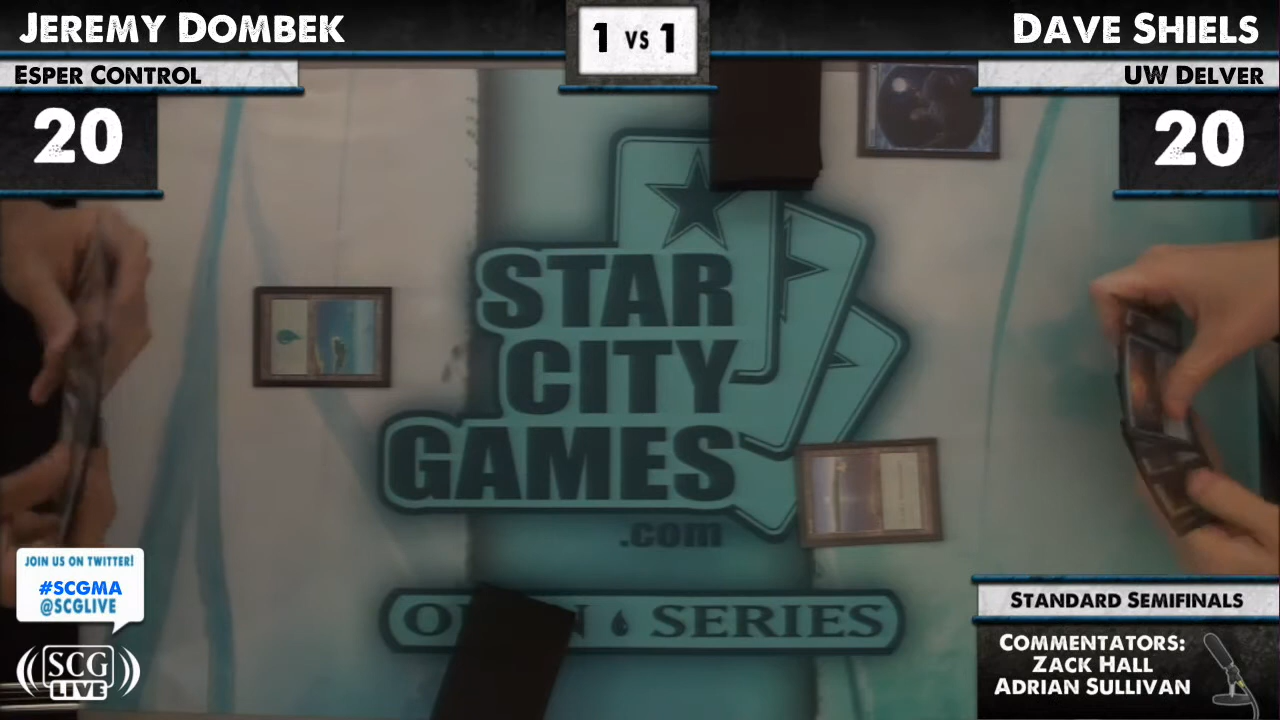 JEREMY DOMBEK
1 VS 1
DAVE SHIELS
ESPER CONTROL
UW DELVER
20
20
STAR
CITY
GAMES
.com
SERIES
JOIN US ON TWITTER!
#SCGMA
@SCGLIVE
SCG
LIVE
STANDARD SEMIFINALS
COMMENTATORS:
ZACK HALL
ADRIAN SULLIVAN